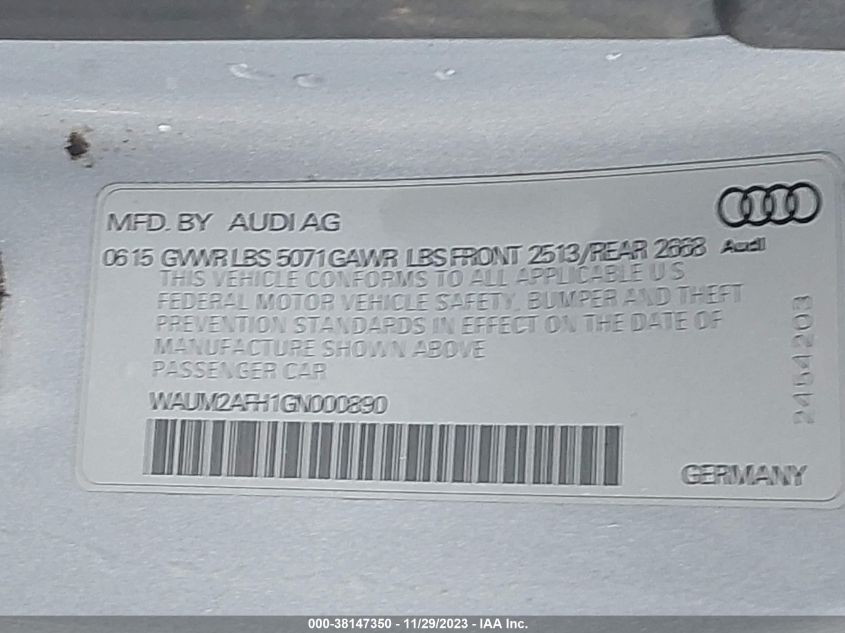 MFD. BY AUDI AG
0615 GVWR LBS 5071 GAWR LBS FRONT 2513/REAR 2668
Audi
THIS VEHICLE CONFORMS TO ALL APPLICABLE U S
FEDERAL MOTOR VEHICLE SAFETY, BUMPER AND THEFT
PREVENTION STANDARDS IN EFFECT ON THE DATE OF
MANUFACTURE SHOWN ABOVE
PASSENGER CAR
WAUM2AFH1GN000890
2454203
GERMANY
000-38147350 - 11/29/2023 - IAA Inc.